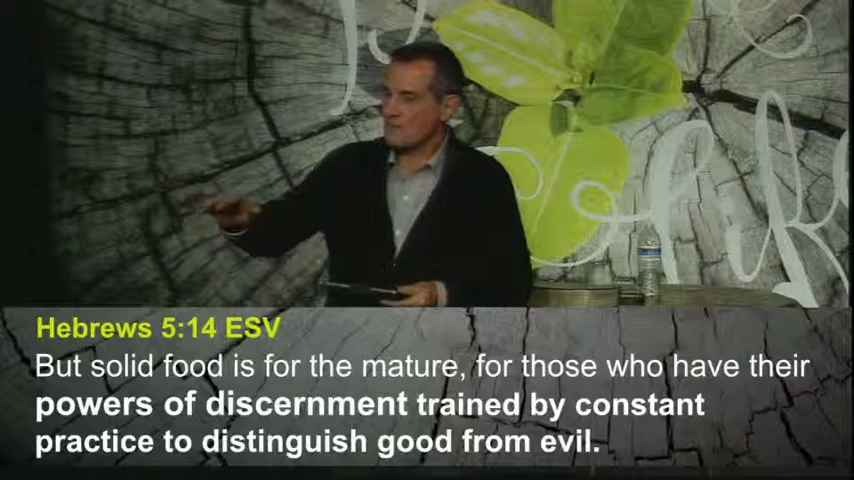 Hebrews 5:14 ESV
But solid food is for the mature, for those who have their
powers of discernment trained by constant
practice to distinguish good from evil.